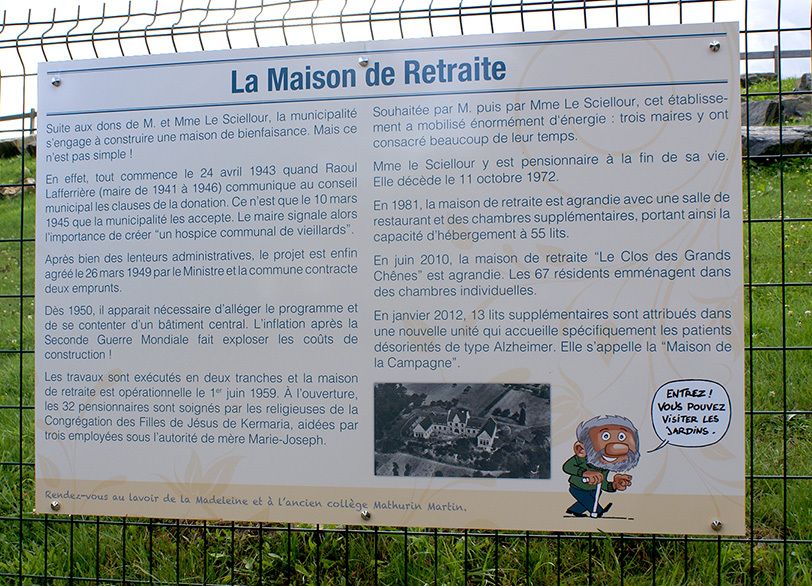 La Maison de Retraite
Suite aux dons de M. et Mme Le Sciellour, la municipalité
s'engage à construire une maison de bienfaisance. Mais ce
n'est pas simple !
En effet, tout commence le 24 avril 1943 quand Raoul
Lafferrière (maire de 1941 à 1946) communique au conseil
municipal les clauses de la donation. Ce n'est que le 10 mars
1945 que la municipalité les accepte. Le maire signale alors
l'importance de créer "un hospice communal de vieillards".
Après bien des lenteurs administratives, le projet est enfin
agréé le 26 mars 1949 par le Ministre et la commune contracte
deux emprunts.
Dès 1950, il apparait nécessaire d'alléger le programme et
de se contenter d'un bâtiment central. L'inflation après la
Seconde Guerre Mondiale fait exploser les coûts de
construction !
Les travaux sont exécutés en deux tranches et la maison
de retraite est opérationnelle le 1er juin 1959. À l'ouverture,
les 32 pensionnaires sont soignés par les religieuses de la
Congrégation des Filles de Jésus de Kermaria, aidées par
trois employées sous l'autorité de mère Marie-Joseph.
Souhaitée par M. puis par Mme Le Sciellour, cet établisse-
ment a mobilisé énormément d'énergie : trois maires y ont
consacré beaucoup de leur temps.
Mme le Sciellour y est pensionnaire à la fin de sa vie.
Elle décède le 11 octobre 1972.
En 1981, la maison de retraite est agrandie avec une salle de
restaurant et des chambres supplémentaires, portant ainsi la
capacité d'hébergement à 55 lits.
En juin 2010, la maison de retraite "Le Clos des Grands
Chênes" est agrandie. Les 67 résidents emménagent dans
des chambres individuelles.
En janvier 2012, 13 lits supplémentaires sont attribués dans
une nouvelle unité qui accueille spécifiquement les patients
désorientés de type Alzheimer. Elle s'appelle la "Maison de
la Campagne".
ENTREZ !
VOUS POUVEZ
VISITER LES
JARDINS.
Rendez-vous au lavoir de la Madeleine et à l'ancien collège Mathurin Martin.